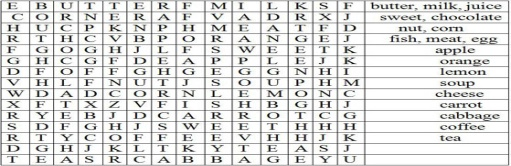 E B U T T E R F M I L K S F butter, milk, juice
C O R N E R A F V A D R X J sweet, chocolate
H U C P K N P H M E A T F D nut, corn
R T H C V B P O R A N G E J fish, meat, egg
F G O G H J L F S W E E T K apple
G H C G F D E A P P L E J K orange
D F O F F G H G E G G N H I lemon
V H L F N U T J S O U P H M soup
W D A D C O R N L E M O N C cheese
X F T X Z V F I S H B G H J carrot
R Y E B J D C A R R O T C G cabbage
S D F G H J S W E E T H H H coffee
R T Y C O F F E E V H H J K tea
D G H J K L T K Y T E A S J
T E A S R C A B B A G E Y U